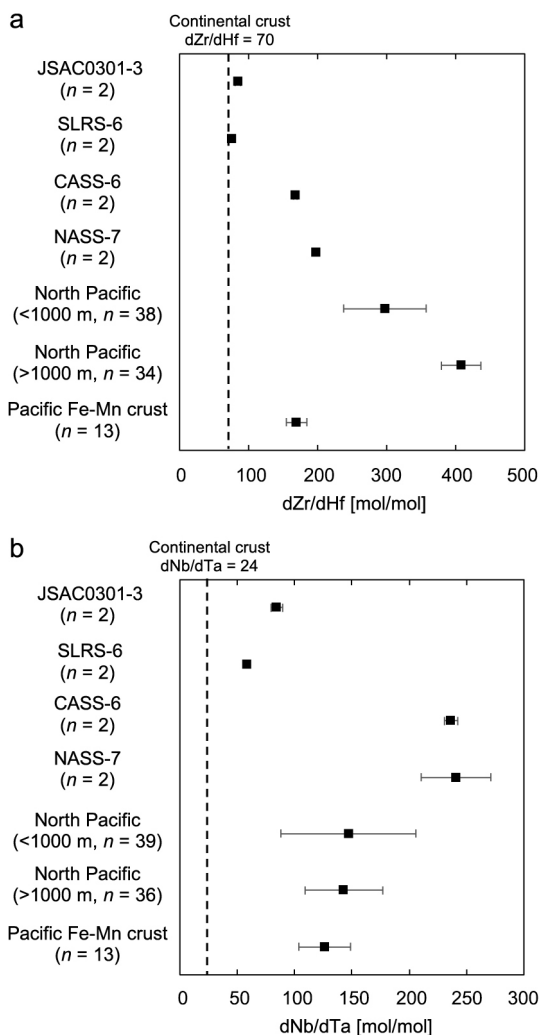 a
Continental crust
dZr/dHf = 70
JSAC0301-3
(n = 2)
SLRS-6
(n = 2)
CASS-6
(n = 2)
NASS-7
(n = 2)
North Pacific
(<1000 m, n = 38)
North Pacific
(>1000 m, n = 34)
Pacific Fe-Mn crust
(n = 13)
0 100 200 300 400 500
dZr/dHf [mol/mol]
b
Continental crust
dNb/dTa = 24
JSAC0301-3
(n = 2)
SLRS-6
(n = 2)
CASS-6
(n = 2)
NASS-7
(n = 2)
North Pacific
(<1000 m, n = 39)
North Pacific
(>1000 m, n = 36)
Pacific Fe-Mn crust
(n = 13)
0 50 100 150 200 250 300
dNb/dTa [mol/mol]